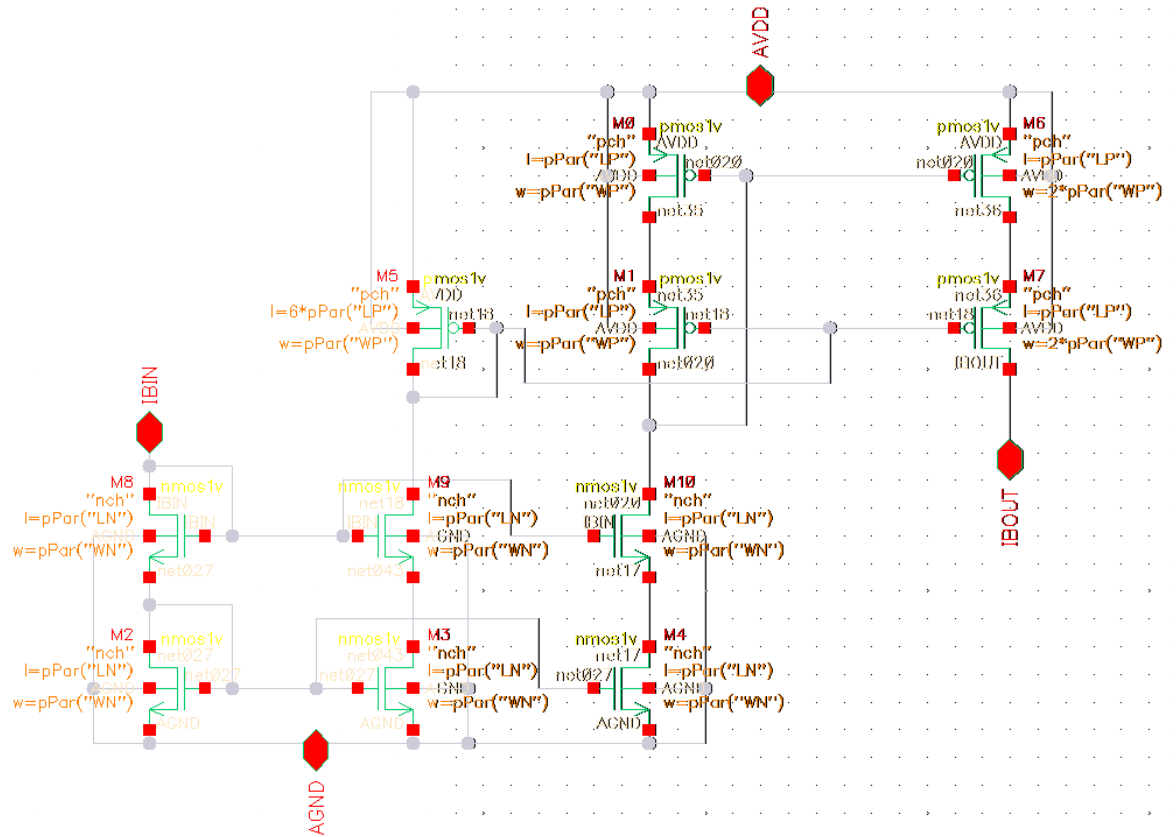 AVDD
M0
pmos1v
"pch"
AVDD
l=pPar("LP")
net020
AVDD
w=pPar("WP")
net35
pmos1v
M6
AVDD
"pch"
net020
l=pPar("LP")
AVDD
w=2*pPar("WP")
net36
M5
pmos1v
"pch"
AVDD
l=6*pPar("LP")
AVDD
w=pPar("WP")
net18
M1
pmos1v
"pch"
net35
l=pPar("LP")
net18
AVDD
w=pPar("WP")
net020
pmos1v
M7
net36
"pch"
net18
l=pPar("LP")
AVDD
w=2*pPar("WP")
IBOUT
IBIN
IBOUT
M8
nmos1v
"nch"
IBIN
l=pPar("LN")
IBIN
AGND
w=pPar("WN")
net027
nmos1v
M9
net18
"nch"
IBIN
l=pPar("LN")
AGND
w=pPar("WN")
net043
nmos1v
M10
net020
"nch"
IBIN
l=pPar("LN")
AGND
w=pPar("WN")
net17
M2
nmos1v
"nch"
net027
l=pPar("LN")
net027
AGND
w=pPar("WN")
AGND
nmos1v
M3
net043
"nch"
net027
l=pPar("LN")
AGND
w=pPar("WN")
AGND
nmos1v
M4
net17
"nch"
net027
l=pPar("LN")
AGND
w=pPar("WN")
AGND
AGND